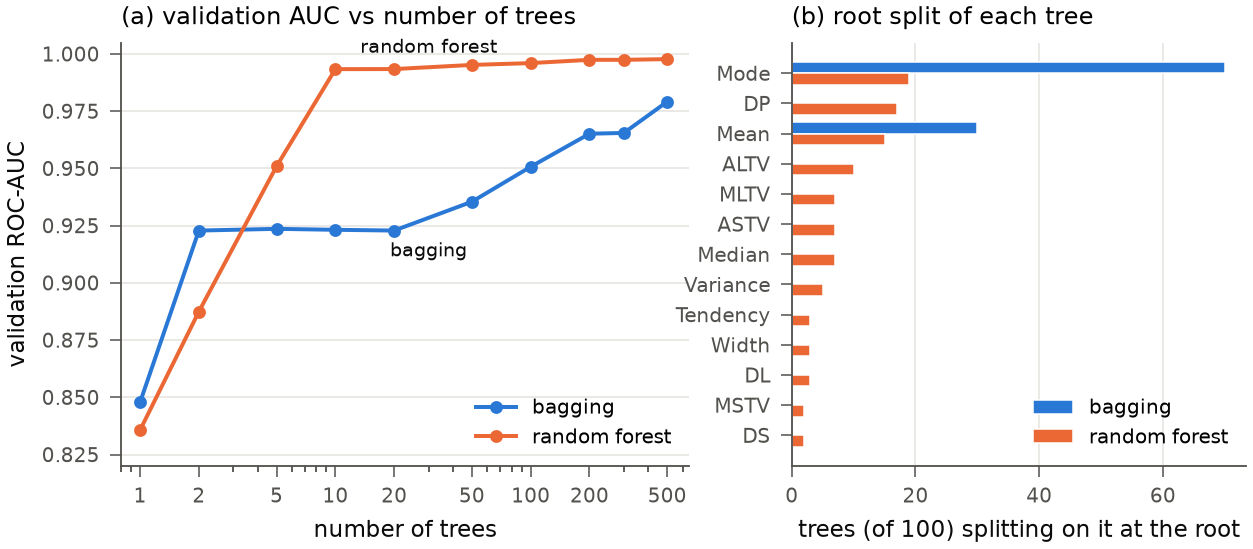 (a) validation AUC vs number of trees
validation ROC-AUC
1.000
0.975
0.950
0.925
0.900
0.875
0.850
0.825
random forest
bagging
bagging
random forest
1 2 5 10 20 50 100 200 500
number of trees
(b) root split of each tree
Mode
DP
Mean
ALTV
MLTV
ASTV
Median
Variance
Tendency
Width
DL
MSTV
DS
bagging
random forest
0 20 40 60
trees (of 100) splitting on it at the root